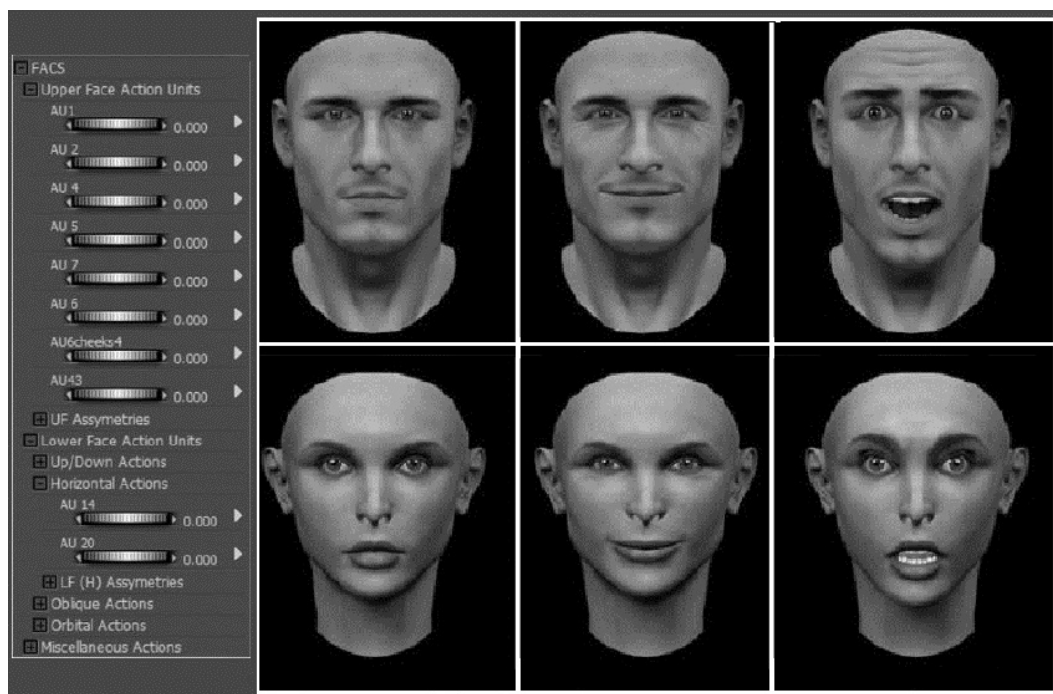 FACS
Upper Face Action Units
AU1
0.000
AU 2
0.000
AU 4
0.000
AU 5
0.000
AU 7
0.000
AU 6
0.000
AU6cheeks4
0.000
AU43
0.000
UF Assymetries
Lower Face Action Units
Up/Down Actions
Horizontal Actions
AU 14
0.000
AU 20
0.000
LF (H) Assymetries
Oblique Actions
Orbital Actions
Miscellaneous Actions